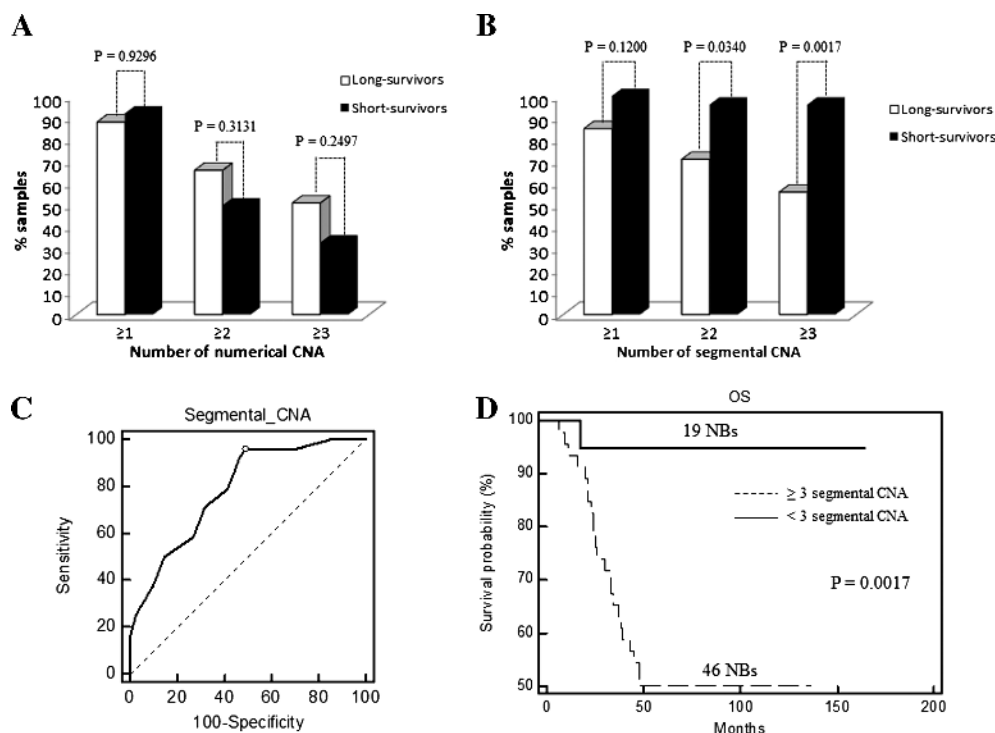 A
P = 0.9296
P = 0.3131
P = 0.2497
Long-survivors
Short-survivors
% samples
100
90
80
70
60
50
40
30
20
10
0
≥1
≥2
≥3
Number of numerical CNA
B
P = 0.1200
P = 0.0340
P = 0.0017
Long-survivors
Short-survivors
% samples
100
90
80
70
60
50
40
30
20
10
0
≥1
≥2
≥3
Number of segmental CNA
C
Segmental_CNA
Sensitivity
100
80
60
40
20
0
0
20
40
60
80
100
100-Specificity
D
OS
19 NBs
≥ 3 segmental CNA
< 3 segmental CNA
P = 0.0017
46 NBs
Survival probability (%)
100
90
80
70
60
50
0
50
100
150
200
Months